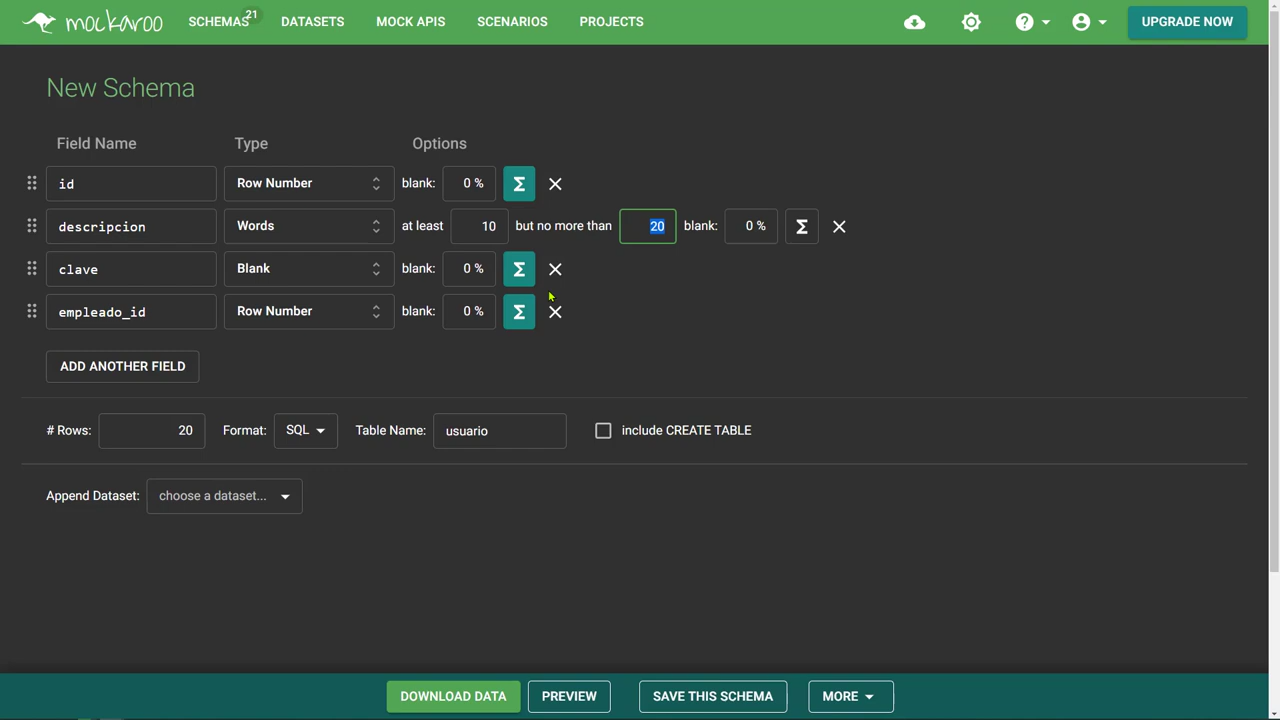 mockaroo SCHEMAS 21 DATASETS MOCK APIS SCENARIOS PROJECTS UPGRADE NOW
New Schema
Field Name Type Options
id Row Number blank: 0 % Σ
descripcion Words at least 10 but no more than 20 blank: 0 % Σ
clave Blank blank: 0 % Σ
empleado_id Row Number blank: 0 % Σ
ADD ANOTHER FIELD
# Rows: 20 Format: SQL Table Name: usuario include CREATE TABLE
Append Dataset: choose a dataset...
DOWNLOAD DATA PREVIEW SAVE THIS SCHEMA MORE